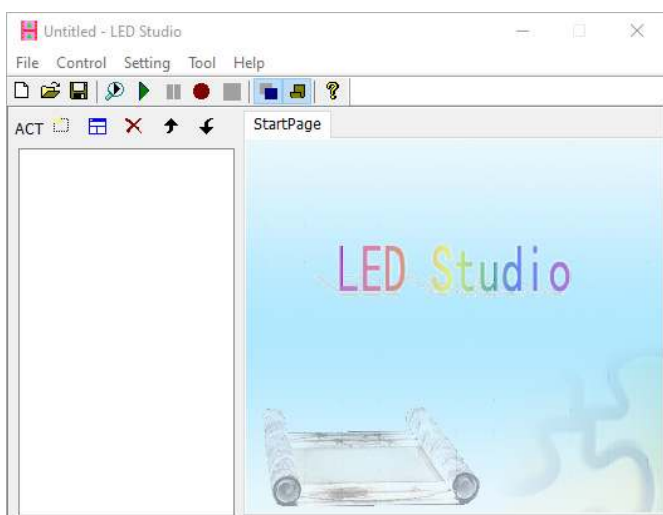 Untitled - LED Studio
File Control Setting Tool Help
ACT
StartPage
LED Studio